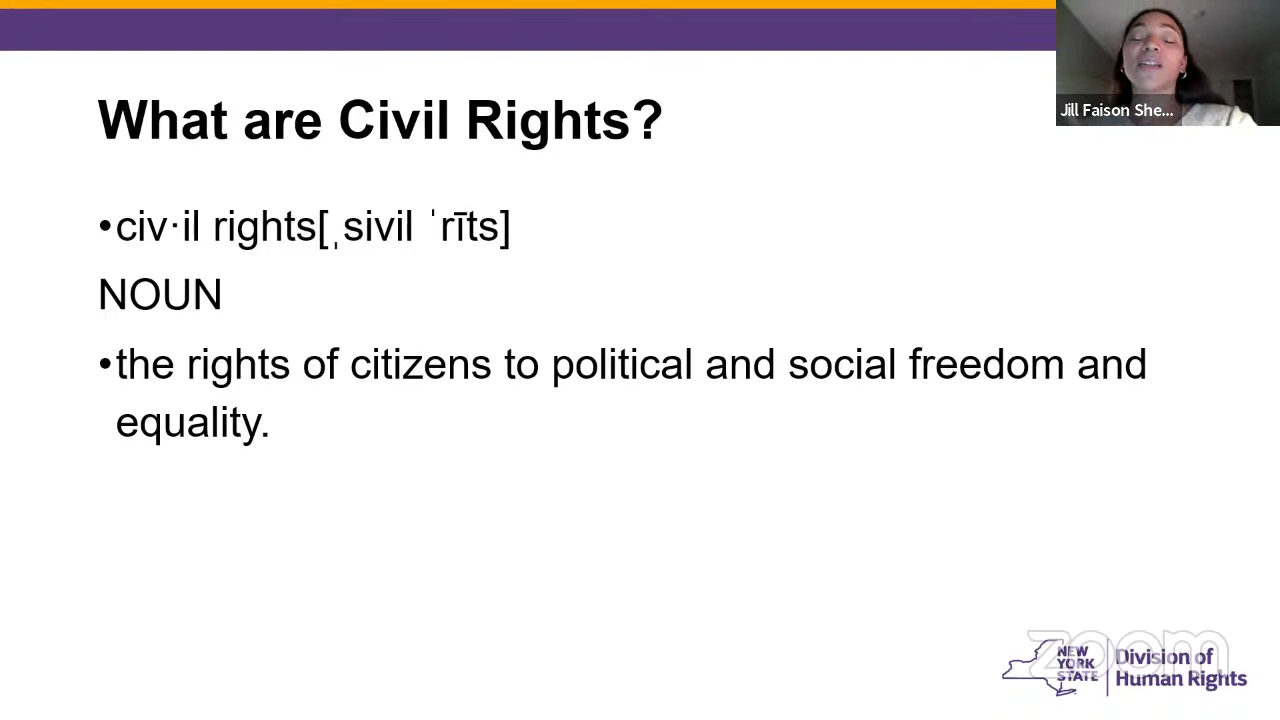 What are Civil Rights?
Jill Faison She...
•civ·il rights[ˌsivil ˈrīts]
NOUN
•the rights of citizens to political and social freedom and
equality.
zoom
NEW
YORK
STATE
Division of
Human Rights